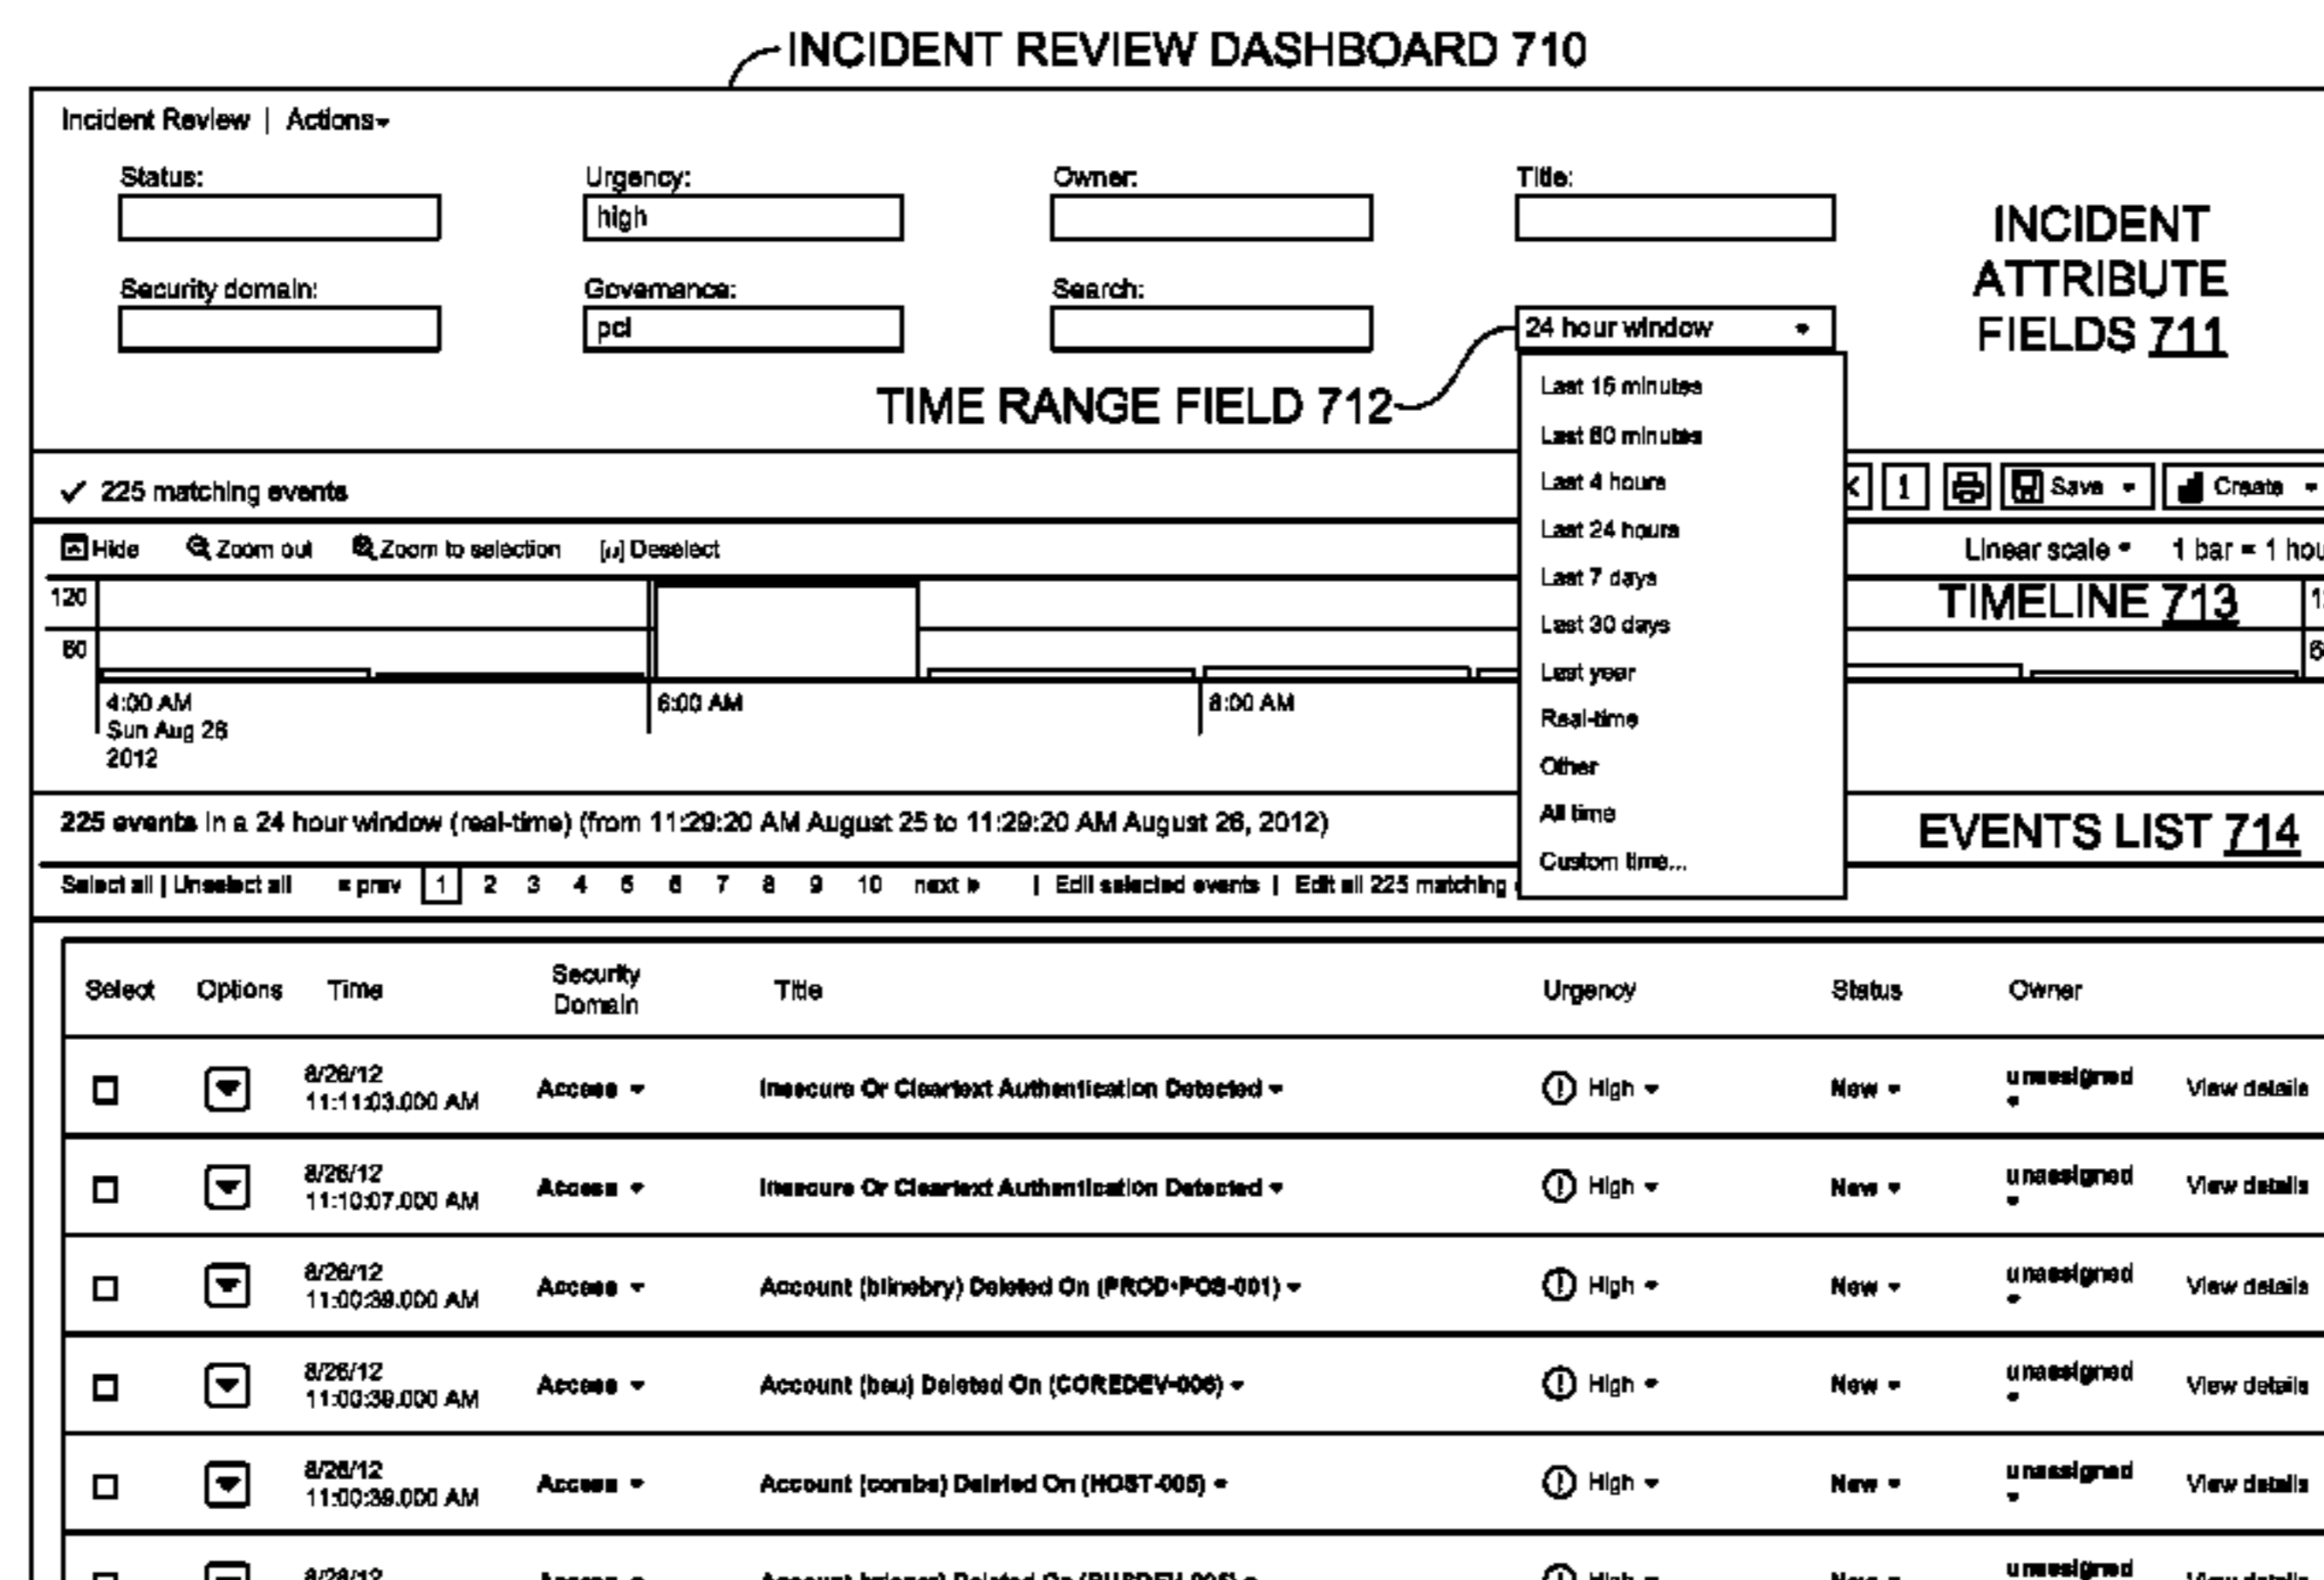 INCIDENT REVIEW DASHBOARD 710
Incident Review | Actions
Status: Urgency: Owner: Title:
high
INCIDENT
ATTRIBUTE
FIELDS 711
Security domain: Governance: Search:
pci 24 hour window
TIME RANGE FIELD 712
Last 15 minutes
Last 60 minutes
Last 4 hours
Last 24 hours
Last 7 days
Last 30 days
Last year
Real-time
Other
All time
Custom time...
✓ 225 matching events 1 Save Create
Hide Zoom out Zoom to selection Deselect Linear scale 1 bar = 1
TIMELINE 713
120
60
4:00 AM 6:00 AM 8:00 AM
Sun Aug 26
2012
225 events in a 24 hour window (real-time) (from 11:29:20 AM August 25 to 11:29:20 AM August 26, 2012)
EVENTS LIST 714
Select all | Unselect all « prev 1 2 3 4 5 6 7 8 9 10 next » | Edit selected events | Edit all 225 matching
Select Options Time Security Domain Title Urgency Status Owner
8/26/12 11:11:03.000 AM Access Insecure Or Cleartext Authentication Detected High New unassigned View details
8/26/12 11:10:07.000 AM Access Insecure Or Cleartext Authentication Detected High New unassigned View details
8/26/12 11:00:39.000 AM Access Account (blinebry) Deleted On (PROD-POS-001) High New unassigned View details
8/26/12 11:00:39.000 AM Access Account (beu) Deleted On (COREDEV-006) High New unassigned View details
8/26/12 11:00:39.000 AM Access Account (combs) Deleted On (HOST-005) High New unassigned View details
8/26/12 Access Account Deleted On High New unassigned View details